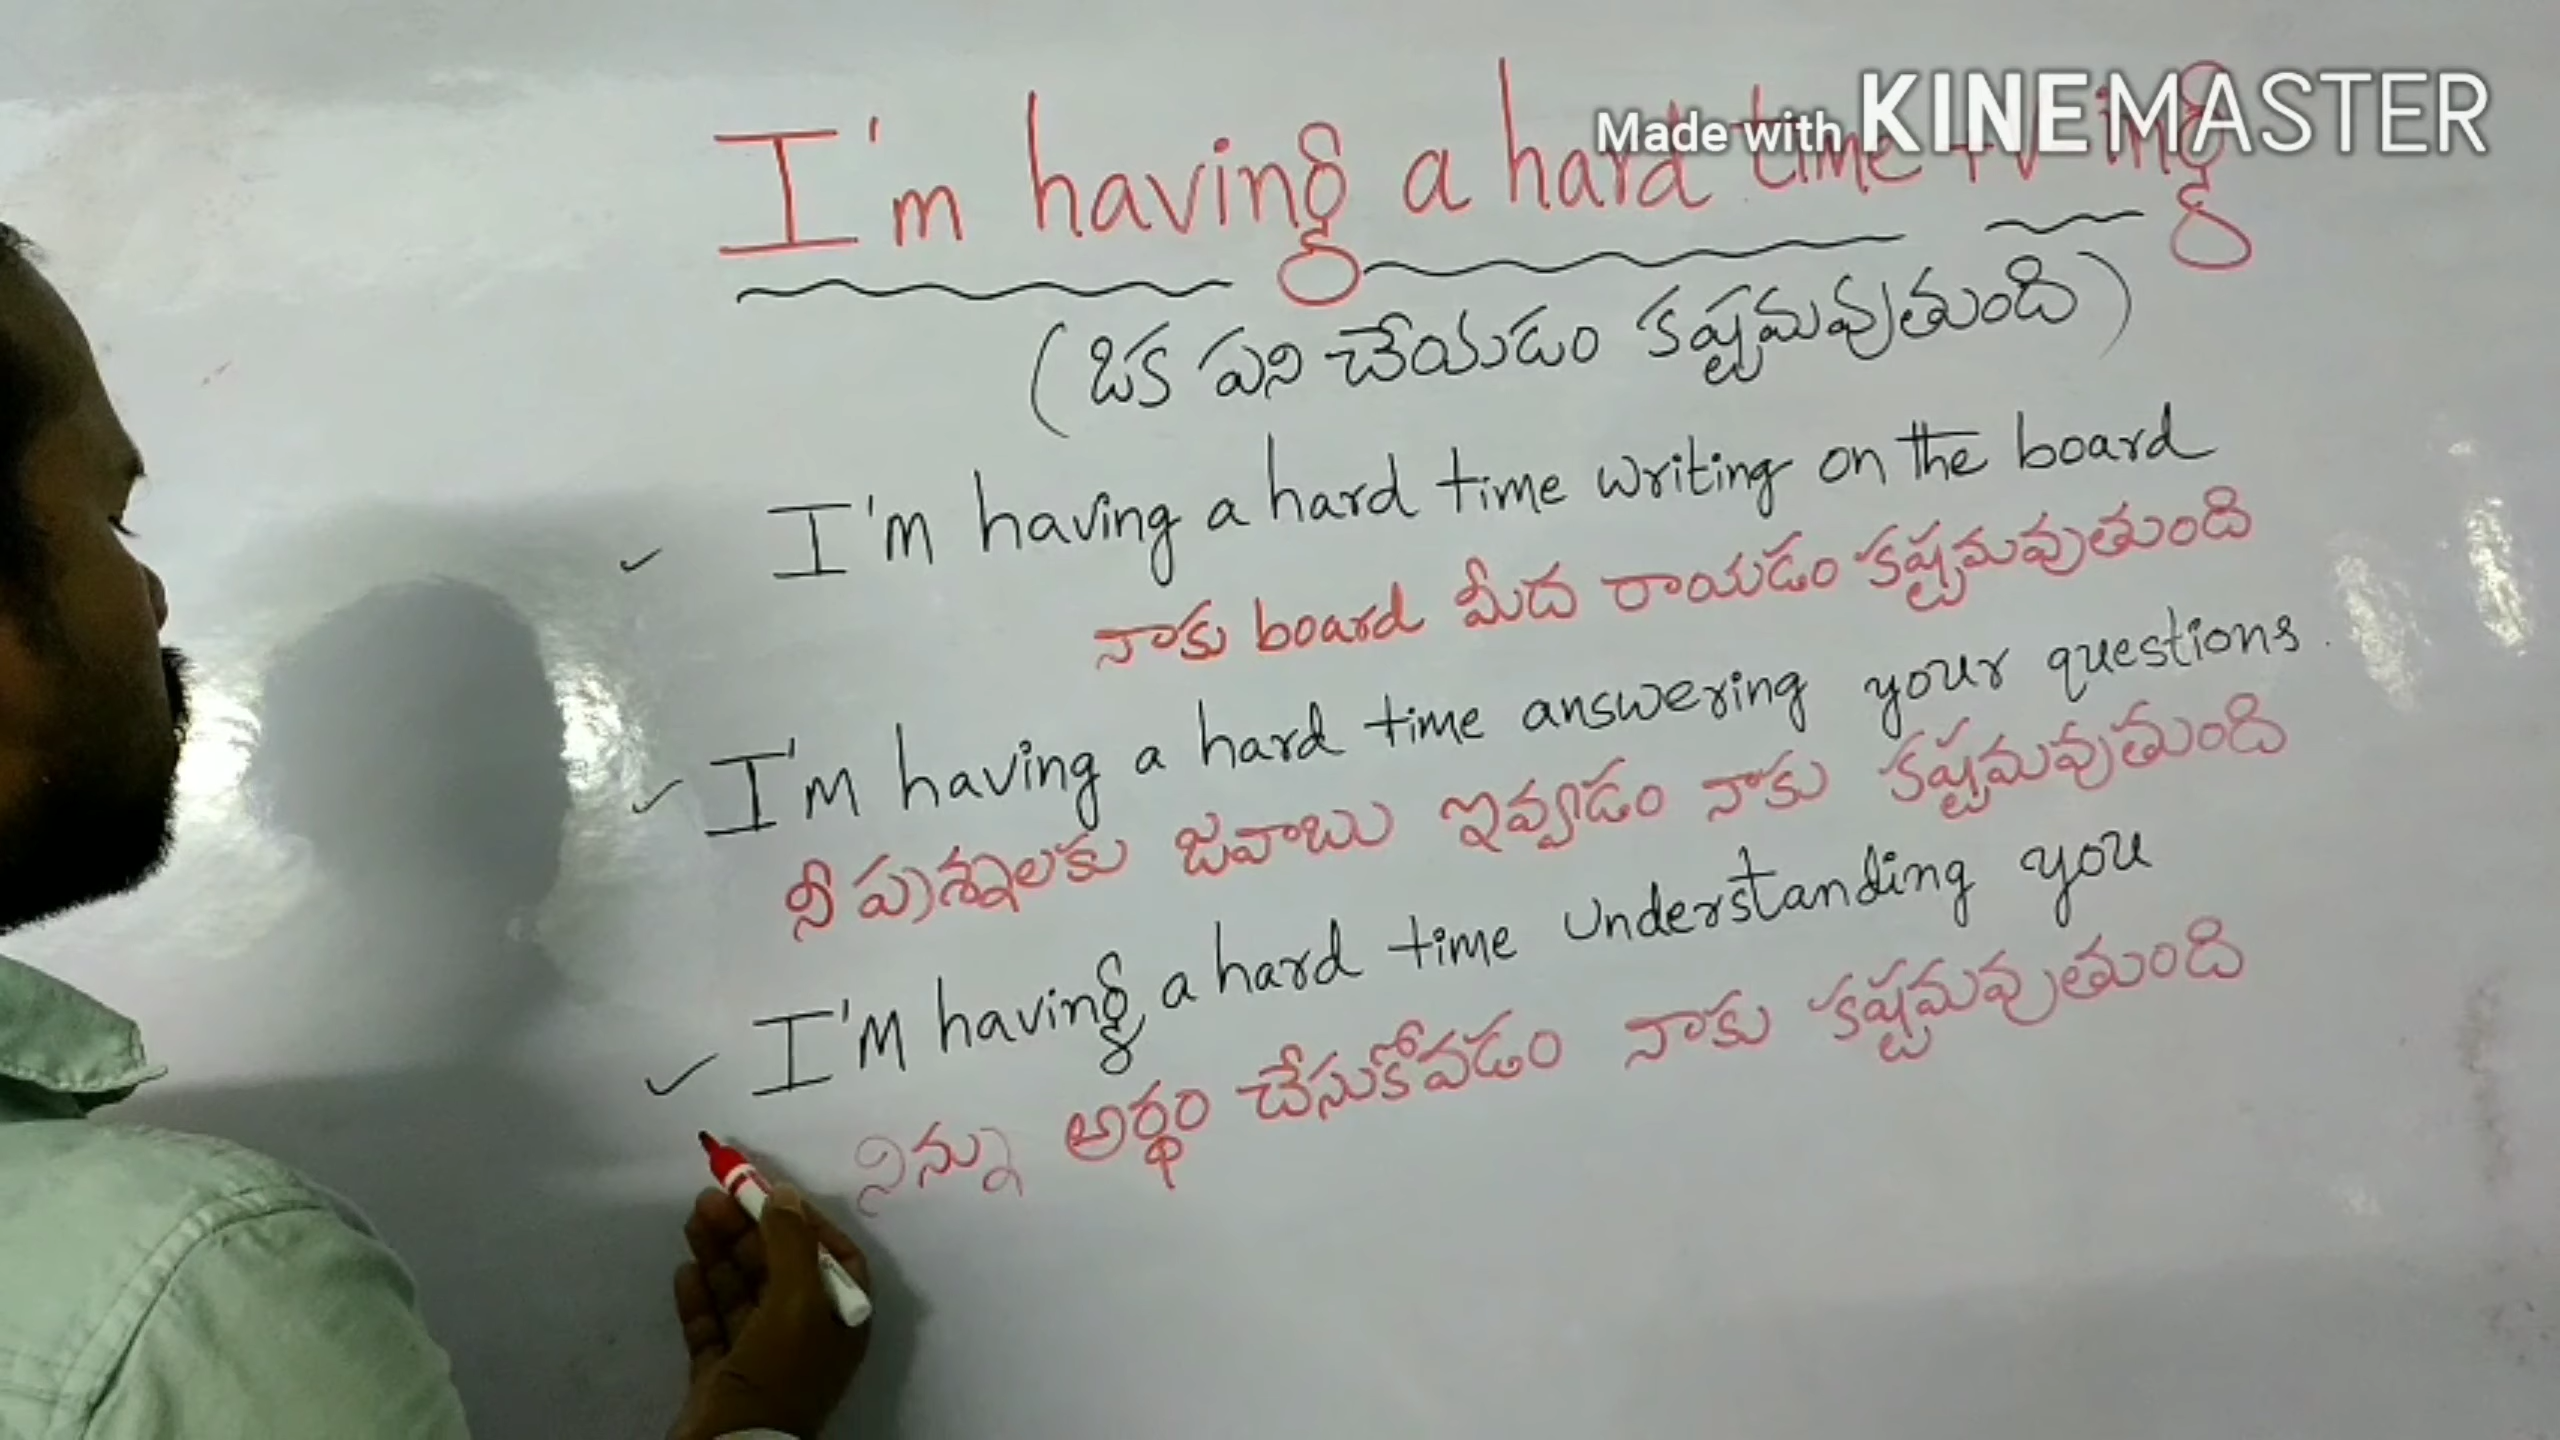 Made with KINEMASTER
I'm having a hard time + V ing
(ఒక పని చేయడం కష్టమవుతుంది)
I'm having a hard time writing on the board
నాకు board మీద రాయడం కష్టమవుతుంది
I'm having a hard time answering your questions.
నీ ప్రశ్నలకు జవాబు ఇవ్వడం నాకు కష్టమవుతుంది
I'M having a hard time Understanding you
నిన్ను అర్థం చేసుకోవడం నాకు కష్టమవుతుంది